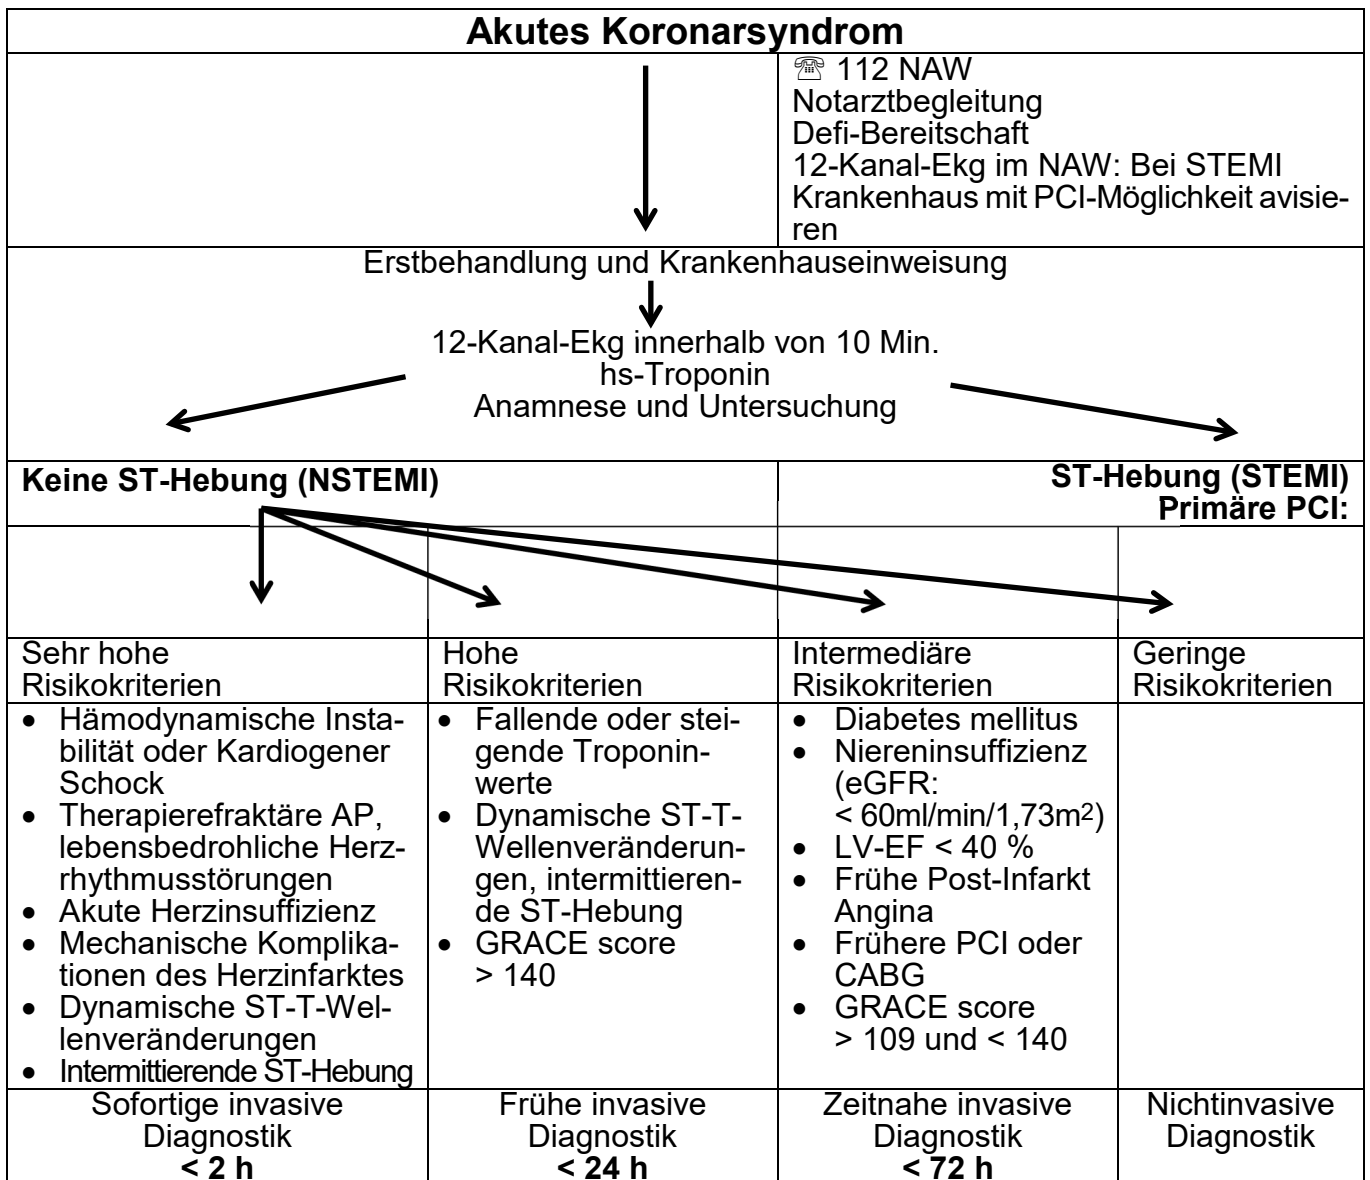 Akutes Koronarsyndrom
☏ 112 NAW
Notarztbegleitung
Defi-Bereitschaft
12-Kanal-Ekg im NAW: Bei STEMI
Krankenhaus mit PCI-Möglichkeit avisie-
ren
Erstbehandlung und Krankenhauseinweisung
12-Kanal-Ekg innerhalb von 10 Min.
hs-Troponin
Anamnese und Untersuchung
Keine ST-Hebung (NSTEMI)
ST-Hebung (STEMI)
Primäre PCI:
Sehr hohe
Risikokriterien
Hohe
Risikokriterien
Intermediäre
Risikokriterien
Geringe
Risikokriterien
• Hämodynamische Insta-
bilität oder Kardiogener
Schock
• Therapierefraktäre AP,
lebensbedrohliche Herz-
rhythmusstörungen
• Akute Herzinsuffizienz
• Mechanische Komplika-
tionen des Herzinfarktes
• Dynamische ST-T-Wel-
lenveränderungen
• Intermittierende ST-Hebung
• Fallende oder stei-
gende Troponin-
werte
• Dynamische ST-T-
Wellenveränderun-
gen, intermittieren-
de ST-Hebung
• GRACE score
> 140
• Diabetes mellitus
• Niereninsuffizienz
(eGFR:
< 60ml/min/1,73m²)
• LV-EF < 40 %
• Frühe Post-Infarkt
Angina
• Frühere PCI oder
CABG
• GRACE score
> 109 und < 140
Sofortige invasive
Diagnostik
< 2 h
Frühe invasive
Diagnostik
< 24 h
Zeitnahe invasive
Diagnostik
< 72 h
Nichtinvasive
Diagnostik